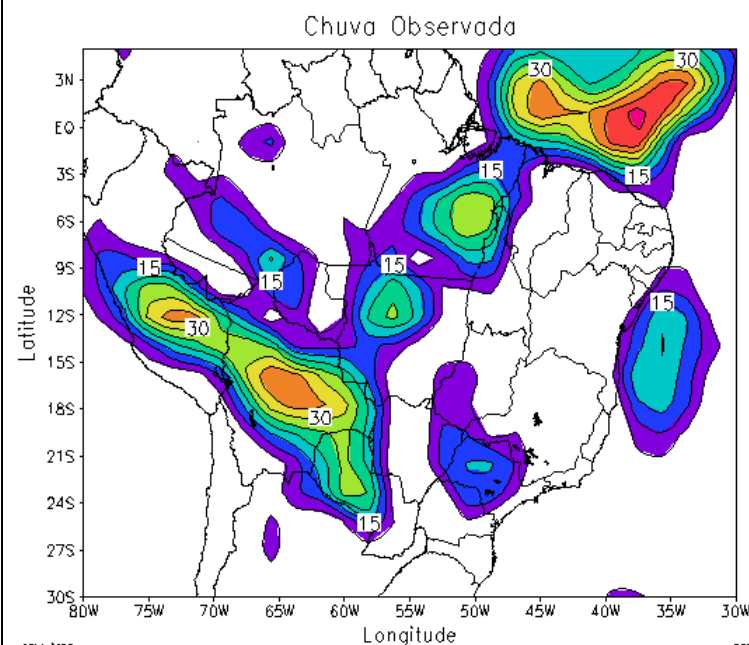 Chuva Observada
30
30
3N
EQ
15
3S
15
6S
15
15
9S
15
15
12S
30
Latitude
15S
18S
30
21S
24S
15
27S
30S
80W 75W 70W 65W 60W 55W 50W 45W 40W 35W 30W
Longitude